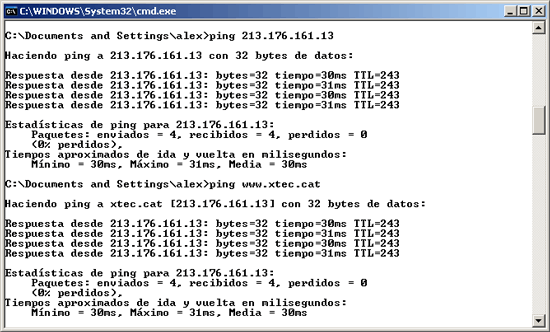 C:\WINDOWS\System32\cmd.exe
C:\Documents and Settings\alex>ping 213.176.161.13
Haciendo ping a 213.176.161.13 con 32 bytes de datos:
Respuesta desde 213.176.161.13: bytes=32 tiempo=30ms TTL=243
Respuesta desde 213.176.161.13: bytes=32 tiempo=31ms TTL=243
Respuesta desde 213.176.161.13: bytes=32 tiempo=30ms TTL=243
Respuesta desde 213.176.161.13: bytes=32 tiempo=31ms TTL=243
Estadísticas de ping para 213.176.161.13:
Paquetes: enviados = 4, recibidos = 4, perdidos = 0
(0% perdidos),
Tiempos aproximados de ida y vuelta en milisegundos:
Mínimo = 30ms, Máximo = 31ms, Media = 30ms
C:\Documents and Settings\alex>ping www.xtec.cat
Haciendo ping a xtec.cat [213.176.161.13] con 32 bytes de datos:
Respuesta desde 213.176.161.13: bytes=32 tiempo=30ms TTL=243
Respuesta desde 213.176.161.13: bytes=32 tiempo=31ms TTL=243
Respuesta desde 213.176.161.13: bytes=32 tiempo=30ms TTL=243
Respuesta desde 213.176.161.13: bytes=32 tiempo=31ms TTL=243
Estadísticas de ping para 213.176.161.13:
Paquetes: enviados = 4, recibidos = 4, perdidos = 0
(0% perdidos),
Tiempos aproximados de ida y vuelta en milisegundos:
Mínimo = 30ms, Máximo = 31ms, Media = 30ms